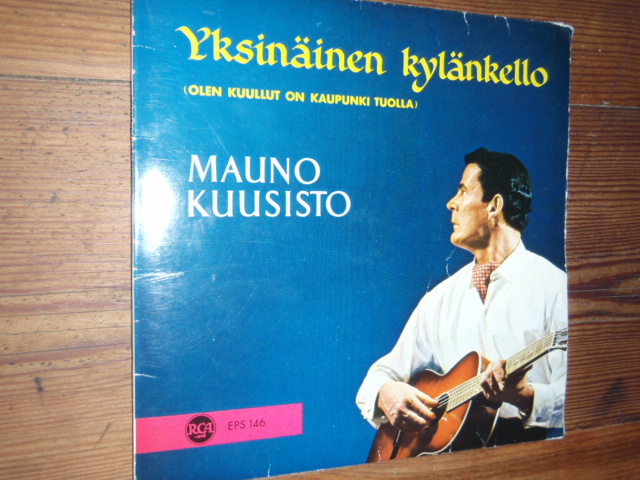 Yksinäinen kylänkello
(OLEN KUULLUT ON KAUPUNKI TUOLLA)
MAUNO
KUUSISTO
RCA EPS 146